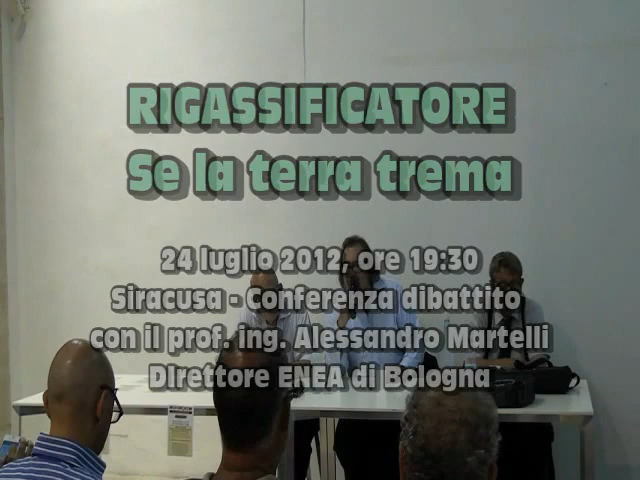 RIGASSIFICATORE
Se la terra trema
24 luglio 2012, ore 19:30
Siracusa - Conferenza dibattito
con il prof. ing. Alessandro Martelli
Direttore ENEA di Bologna